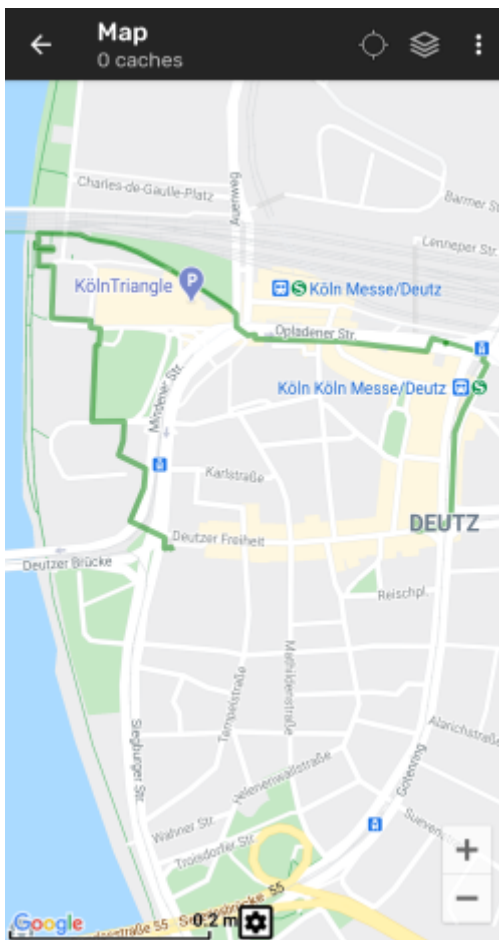 Map
0 caches
Charles-de-Gaulle-Platz
Auenweg
Barmer St
Lenneper St
KölnTriangle
P
S Köln Messe/Deutz
Opladener Str.
Köln Köln Messe/Deutz S
Mindener Str.
Karlstraße
DEUTZ
Deutzer Freiheit
Deutzer Brücke
Reischpl.
Mathildenstraße
Tempelstraße
Siegburger Str.
Alarichstraße
Gotenring
Helenenwallstraße
Suevenst
Wahner Str.
Troisdorfer Str.
+
−
Google
0.2 m